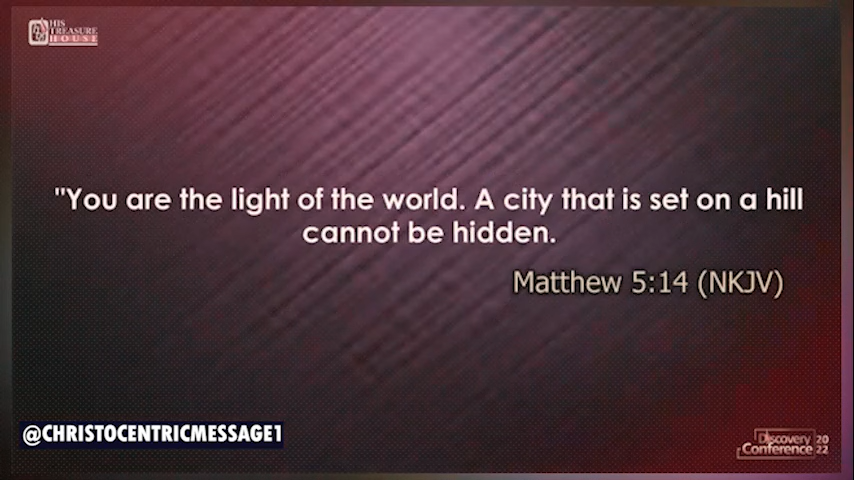 HIS
TREASURE
HOUSE
"You are the light of the world. A city that is set on a hill
cannot be hidden.
Matthew 5:14 (NKJV)
@CHRISTOCENTRICMESSAGE1
Discovery
Conference
20
22